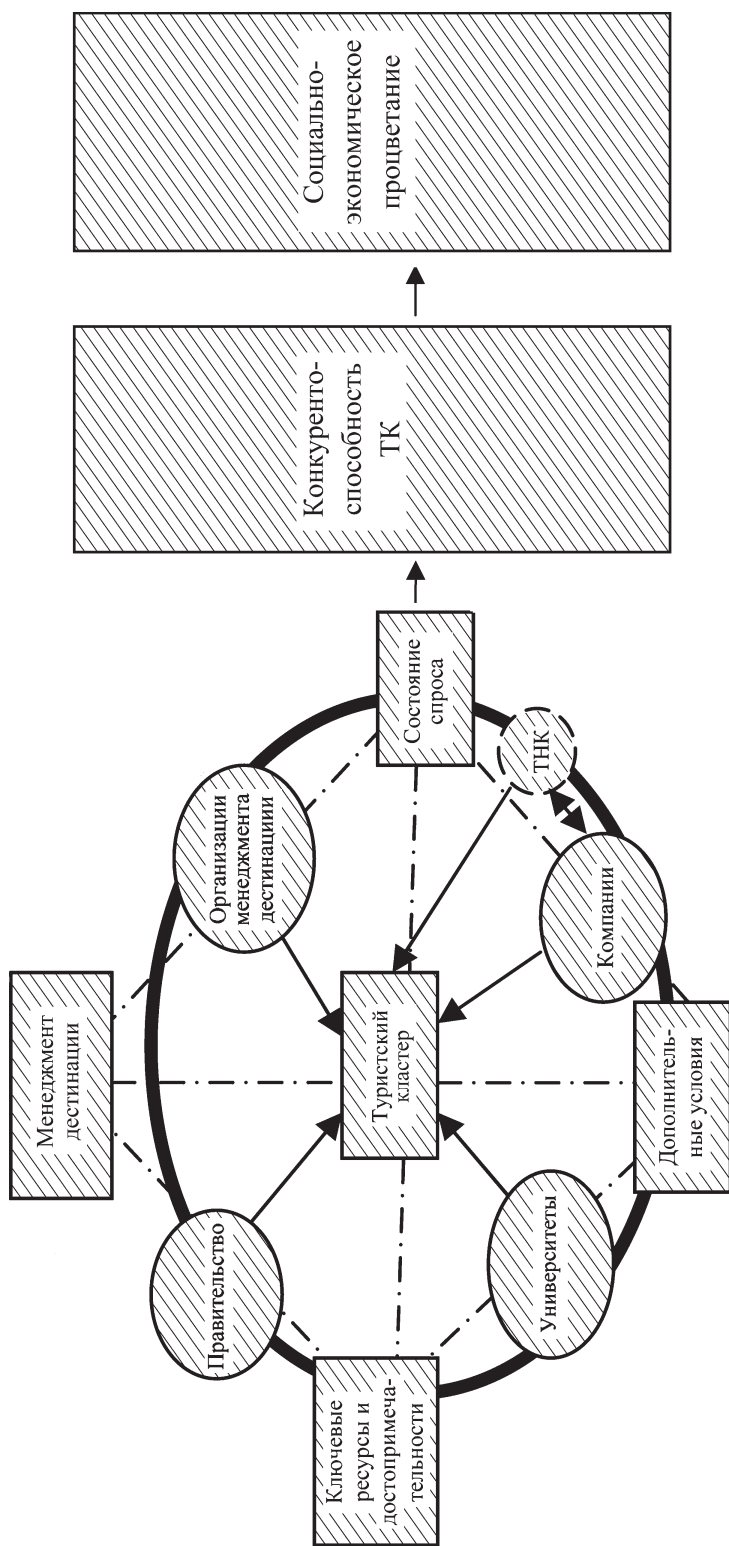 Менеджмент
дестинации
Правительство
Организации
менеджмента
дестинациии
Ключевые
ресурсы и
достопримеча-
тельности
Туристский
кластер
Состояние
спроса
Университеты
Компании
ТНК
Дополнитель-
ные условия
Конкуренто-
способность
ТК
Социально-
экономическое
процветание